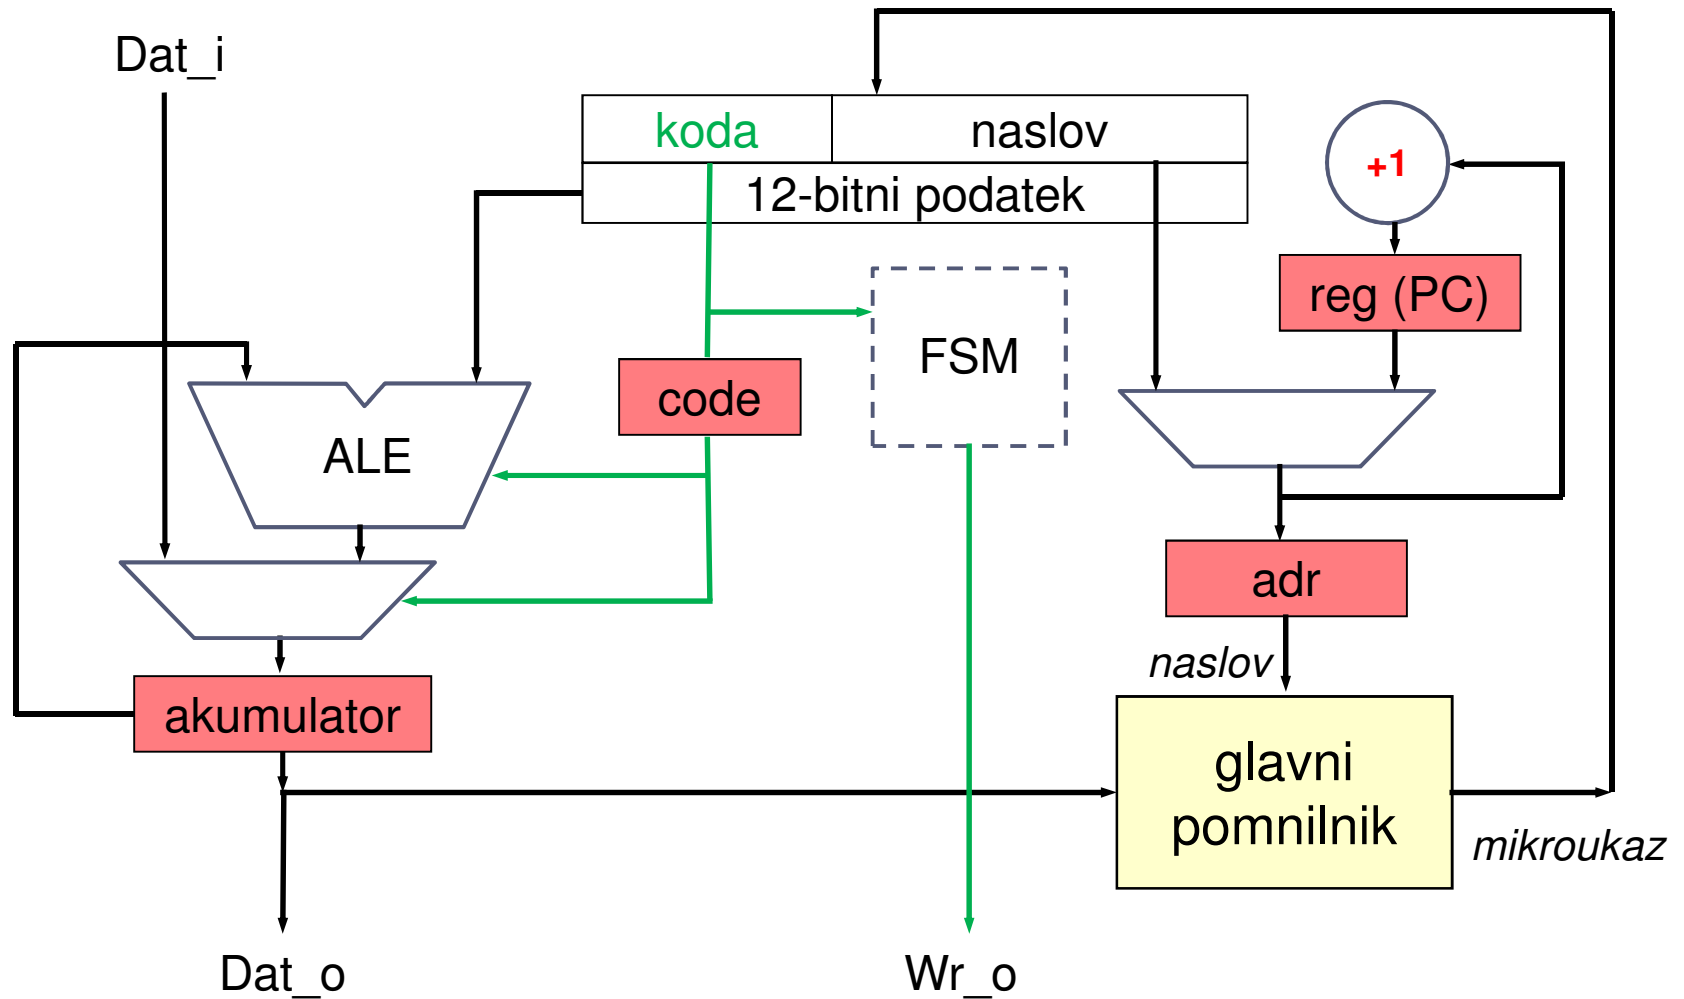 Dat_i
koda
naslov
12-bitni podatek
+1
reg (PC)
FSM
code
ALE
adr
naslov
akumulator
glavni
pomnilnik
mikroukaz
Dat_o
Wr_o